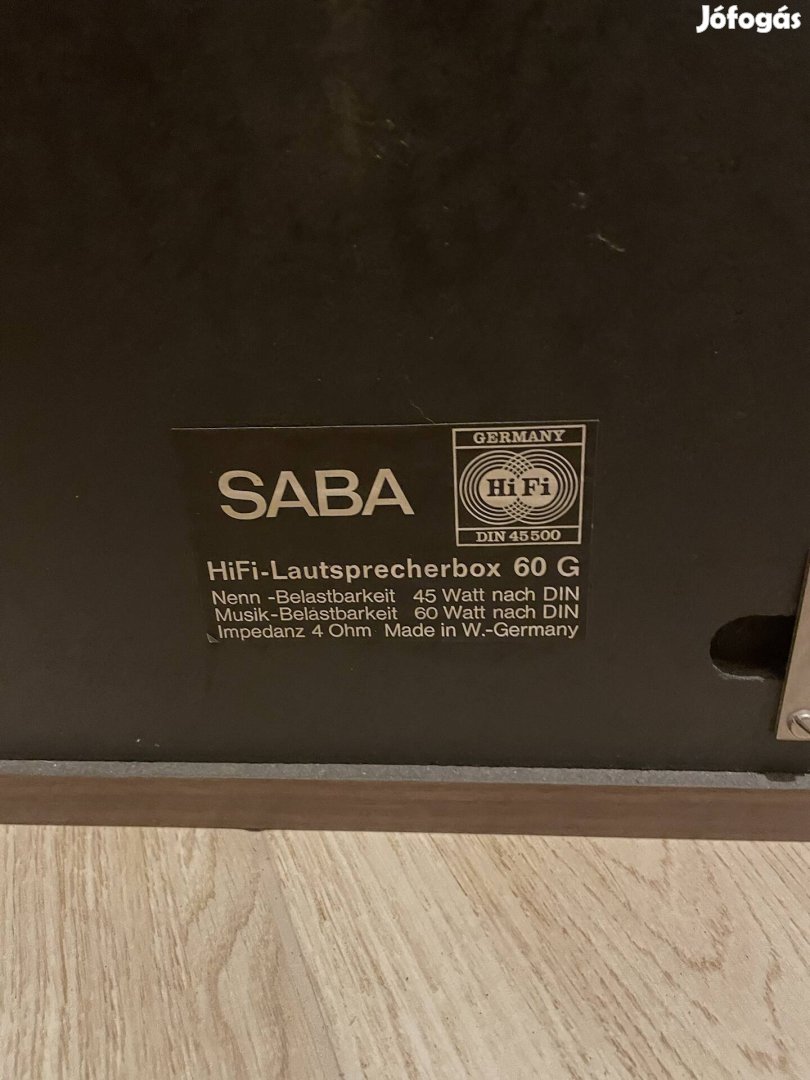 Jófogás
GERMANY
SABA
Hi Fi
DIN 45500
HiFi-Lautsprecherbox 60 G
Nenn -Belastbarkeit 45 Watt nach DIN
Musik-Belastbarkeit 60 Watt nach DIN
Impedanz 4 Ohm Made in W.-Germany